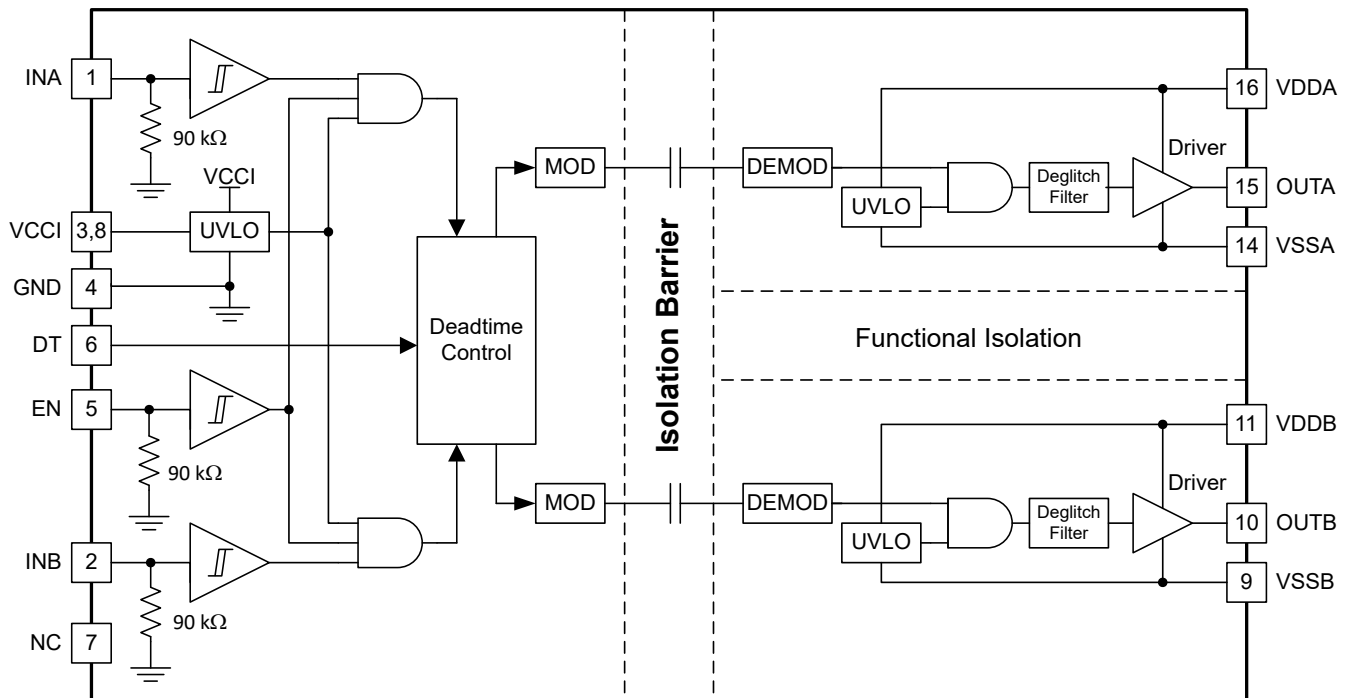 INA
1
90 kΩ
VCCI
VCCI
3,8
UVLO
GND
4
DT
6
EN
5
90 kΩ
INB
2
90 kΩ
NC
7
Deadtime
Control
MOD
MOD
Isolation Barrier
DEMOD
UVLO
Deglitch
Filter
Driver
16
VDDA
15
OUTA
14
VSSA
Functional Isolation
DEMOD
UVLO
Deglitch
Filter
Driver
11
VDDB
10
OUTB
9
VSSB